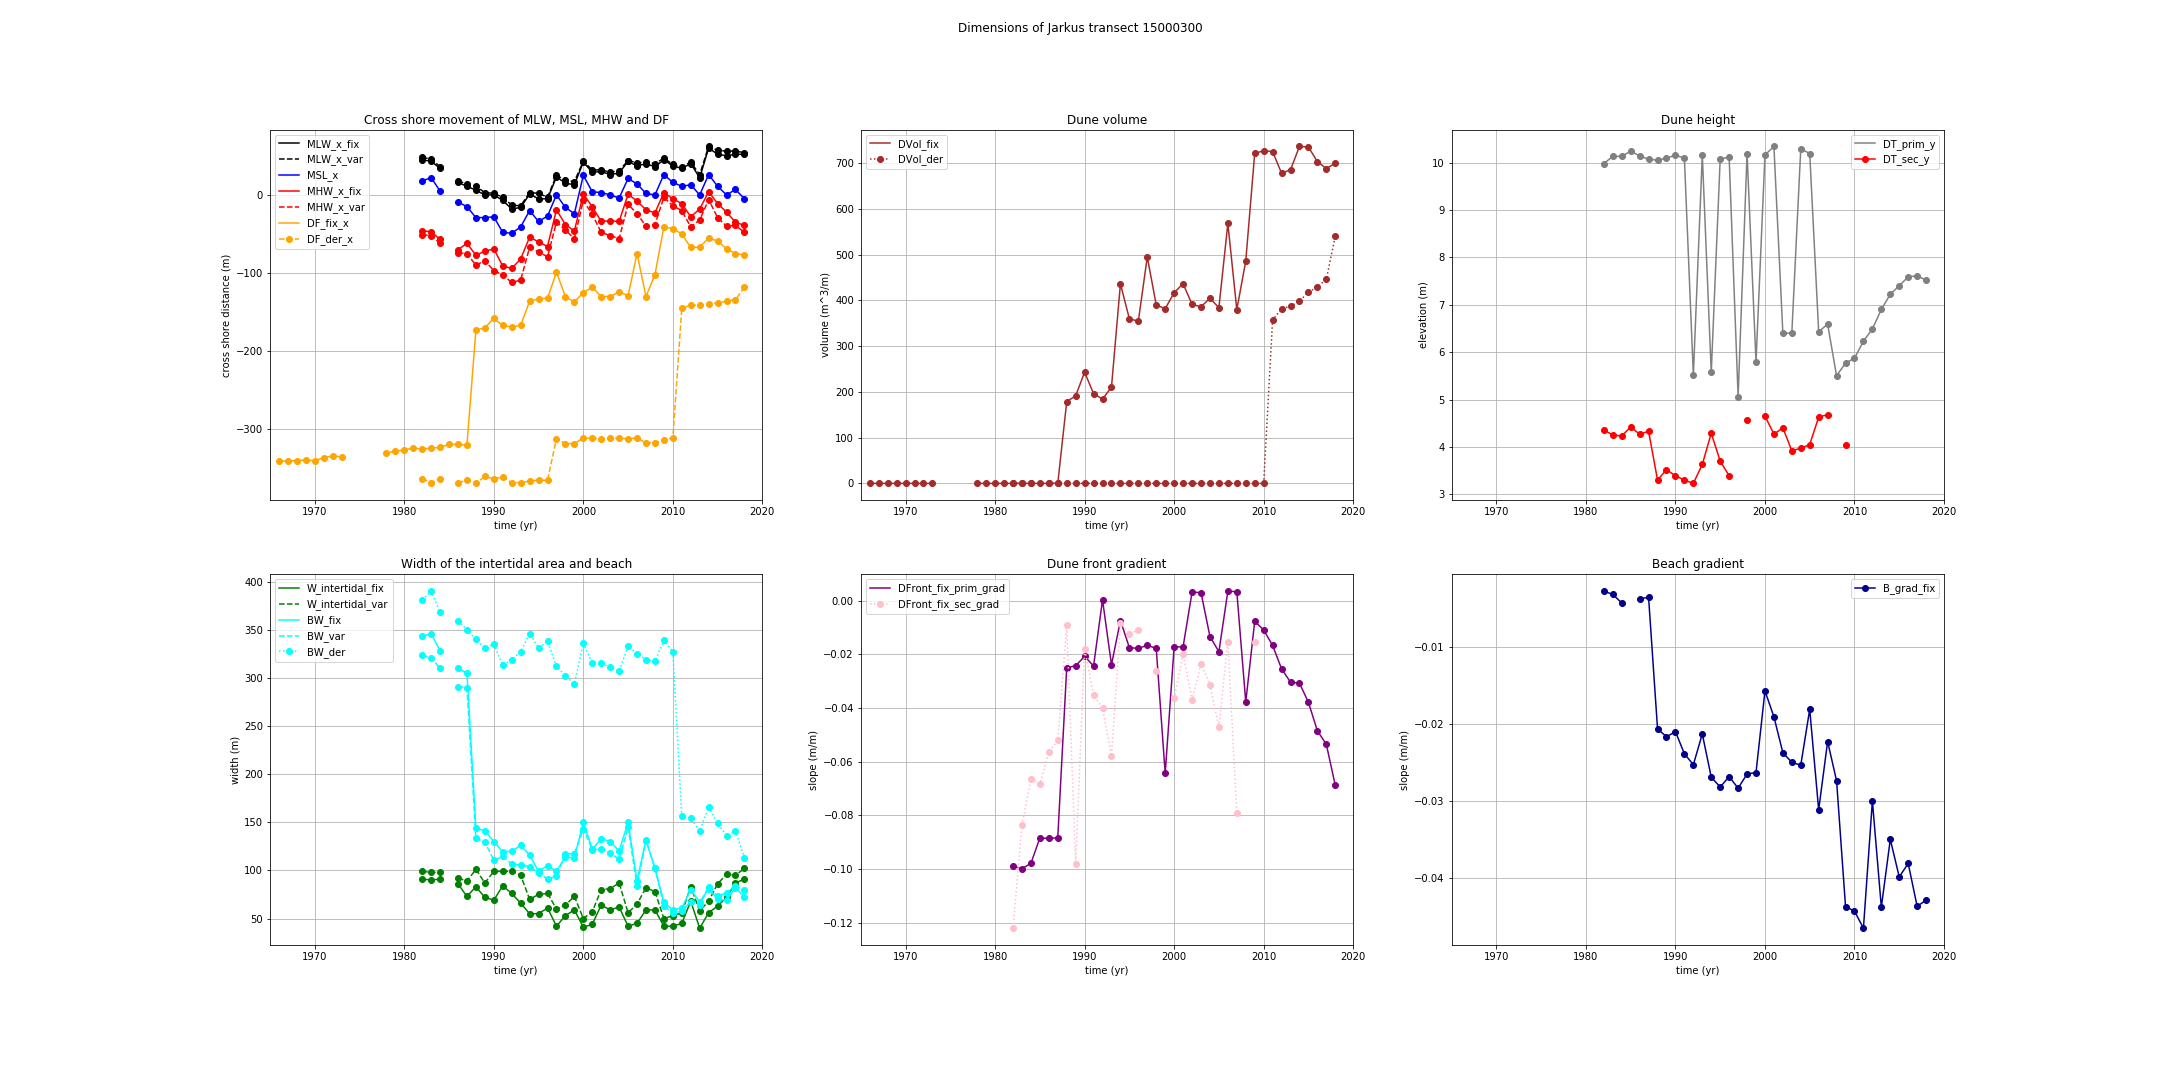 Dimensions of Jarkus transect 15000300
Cross shore movement of MLW, MSL, MHW and DF
MLW_x_fix
MLW_x_var
MSL_x
MHW_x_fix
MHW_x_var
DF_fix_x
DF_der_x
0
−100
−200
−300
cross shore distance (m)
1970 1980 1990 2000 2010 2020
time (yr)
Dune volume
DVol_fix
DVol_der
700
600
500
400
300
200
100
0
volume (m^3/m)
1970 1980 1990 2000 2010 2020
time (yr)
Dune height
DT_prim_y
DT_sec_y
10
9
8
7
6
5
4
3
elevation (m)
1970 1980 1990 2000 2010 2020
time (yr)
Width of the intertidal area and beach
W_intertidal_fix
W_intertidal_var
BW_fix
BW_var
BW_der
400
350
300
250
200
150
100
50
width (m)
1970 1980 1990 2000 2010 2020
time (yr)
Dune front gradient
DFront_fix_prim_grad
DFront_fix_sec_grad
0.00
−0.02
−0.04
−0.06
−0.08
−0.10
−0.12
slope (m/m)
1970 1980 1990 2000 2010 2020
time (yr)
Beach gradient
B_grad_fix
−0.01
−0.02
−0.03
−0.04
slope (m/m)
1970 1980 1990 2000 2010 2020
time (yr)